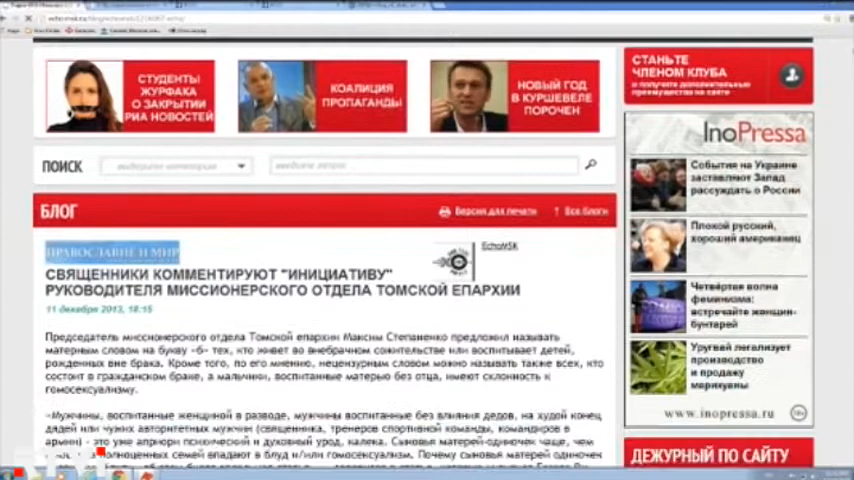 СТУДЕНТЫ
ЖУРФАКА
О ЗАКРЫТИИ
РИА НОВОСТЕЙ
КОАЛИЦИЯ
ПРОПАГАНДЫ
НОВЫЙ ГОД
В КУРШЕВЕЛЕ
ПОРОЧЕН
СТАНЬТЕ
ЧЛЕНОМ КЛУБА
и получите дополнительные
преимущества на сайте
ПОИСК
БЛОГ
Версия для печати
Все блоги
ПРАВОСЛАВИЕ И МИР
EchoMSK
СВЯЩЕННИКИ КОММЕНТИРУЮТ "ИНИЦИАТИВУ"
РУКОВОДИТЕЛЯ МИССИОНЕРСКОГО ОТДЕЛА ТОМСКОЙ ЕПАРХИИ
11 декабря 2013, 18:15
Председатель миссионерского отдела Томской епархии Максим Степаненко предложил называть
матерным словом на букву «б» тех, кто живет во внебрачном сожительстве или воспитывает детей,
рожденных вне брака. Кроме того, по его мнению, нецензурным словом можно называть также всех, кто
состоит в гражданском браке, а мальчики, воспитанные матерью без отца, имеют склонность к
гомосексуализму.
«Мужчины, воспитанные женщиной в разводе, мужчины воспитанные без влияния дедов, на худой конец
дядей или чужих авторитетных мужчин (священника, тренеров спортивной команды, командиров в
армии) - это уже априори психический и духовный урод, калека. Сыновья матерей-одиночек чаще, чем
полноценных семей впадают в блуд и/или гомосексуализм. Почему сыновья матерей одиночек
InoPressa
События на Украине
заставляют Запад
рассуждать о России
Плохой русский,
хороший американец
Четвёртая волна
феминизма:
встречайте женщин-
бунтарей
Уругвай легализует
производство
и продажу
марихуаны
www.inopressa.ru
ДЕЖУРНЫЙ ПО САЙТУ